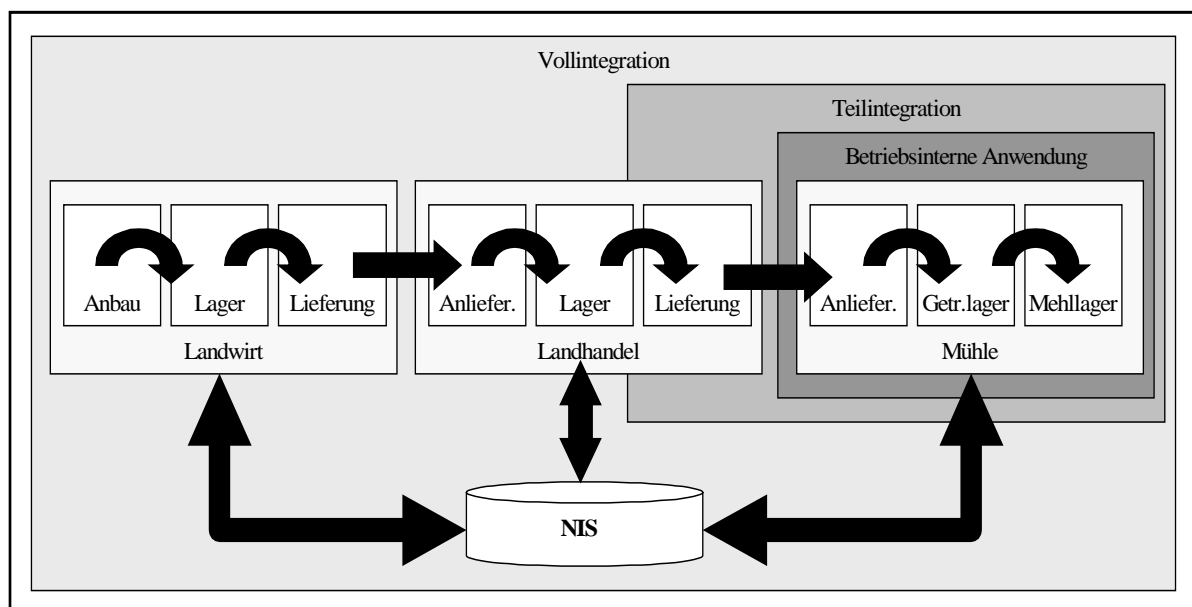 Vollintegration
Teilintegration
Betriebsinterne Anwendung
Anbau
Lager
Lieferung
Landwirt
Anliefer.
Lager
Lieferung
Landhandel
Anliefer.
Getr.lager
Mehllager
Mühle
NIS